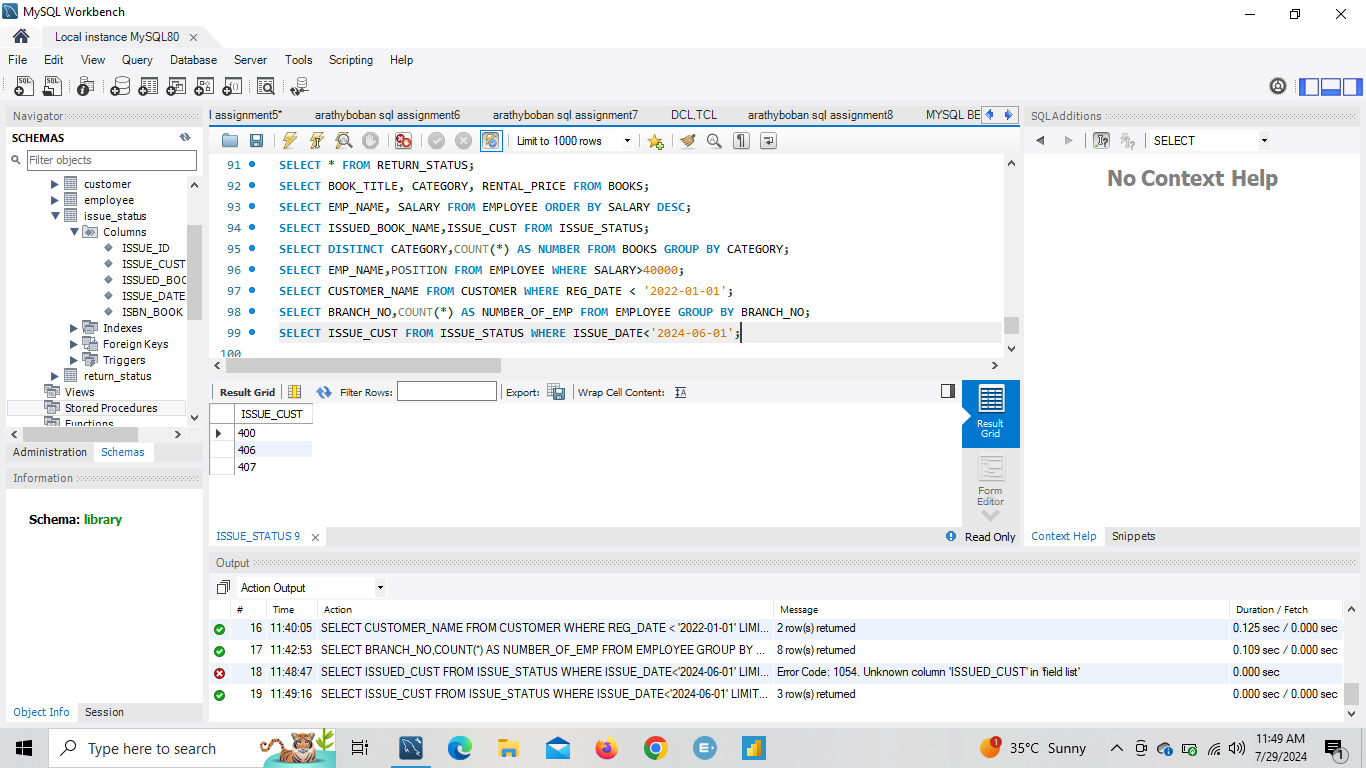 MySQL Workbench
Local instance MySQL80
File Edit View Query Database Server Tools Scripting Help
Navigator
SCHEMAS
Filter objects
customer
employee
issue_status
Columns
ISSUE_ID
ISSUE_CUST
ISSUED_BOC
ISSUE_DATE
ISBN_BOOK
Indexes
Foreign Keys
Triggers
return_status
Views
Stored Procedures
Functions
Administration Schemas
Information
Schema: library
Object Info Session
l assignment5* arathyboban sql assignment6 arathyboban sql assignment7 DCL,TCL arathyboban sql assignment8 MYSQL BE
Limit to 1000 rows
91 SELECT * FROM RETURN_STATUS;
92 SELECT BOOK_TITLE, CATEGORY, RENTAL_PRICE FROM BOOKS;
93 SELECT EMP_NAME, SALARY FROM EMPLOYEE ORDER BY SALARY DESC;
94 SELECT ISSUED_BOOK_NAME,ISSUE_CUST FROM ISSUE_STATUS;
95 SELECT DISTINCT CATEGORY,COUNT(*) AS NUMBER FROM BOOKS GROUP BY CATEGORY;
96 SELECT EMP_NAME,POSITION FROM EMPLOYEE WHERE SALARY>40000;
97 SELECT CUSTOMER_NAME FROM CUSTOMER WHERE REG_DATE < '2022-01-01';
98 SELECT BRANCH_NO,COUNT(*) AS NUMBER_OF_EMP FROM EMPLOYEE GROUP BY BRANCH_NO;
99 SELECT ISSUE_CUST FROM ISSUE_STATUS WHERE ISSUE_DATE<'2024-06-01';
100
Result Grid Filter Rows: Export: Wrap Cell Content:
ISSUE_CUST
400
406
407
Result Grid
Form Editor
ISSUE_STATUS 9
Read Only
SQLAdditions
SELECT
No Context Help
Context Help Snippets
Output
Action Output
# Time Action Message Duration / Fetch
16 11:40:05 SELECT CUSTOMER_NAME FROM CUSTOMER WHERE REG_DATE < '2022-01-01' LIMI... 2 row(s) returned 0.125 sec / 0.000 sec
17 11:42:53 SELECT BRANCH_NO,COUNT(*) AS NUMBER_OF_EMP FROM EMPLOYEE GROUP BY ... 8 row(s) returned 0.109 sec / 0.000 sec
18 11:48:47 SELECT ISSUED_CUST FROM ISSUE_STATUS WHERE ISSUE_DATE<'2024-06-01' LIMI... Error Code: 1054. Unknown column 'ISSUED_CUST' in 'field list' 0.000 sec
19 11:49:16 SELECT ISSUE_CUST FROM ISSUE_STATUS WHERE ISSUE_DATE<'2024-06-01' LIMIT... 3 row(s) returned 0.000 sec / 0.000 sec
Type here to search
1
35°C Sunny
11:49 AM
7/29/2024
1